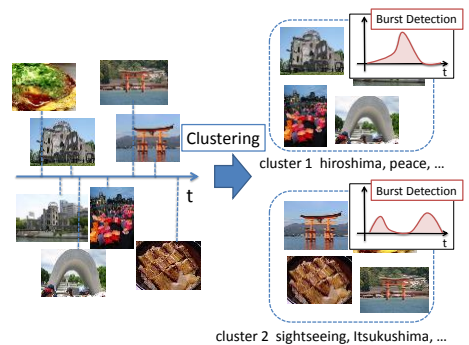 Burst Detection
t
Clustering
t
cluster 1 hiroshima, peace, ...
Burst Detection
t
cluster 2 sightseeing, Itsukushima, ...